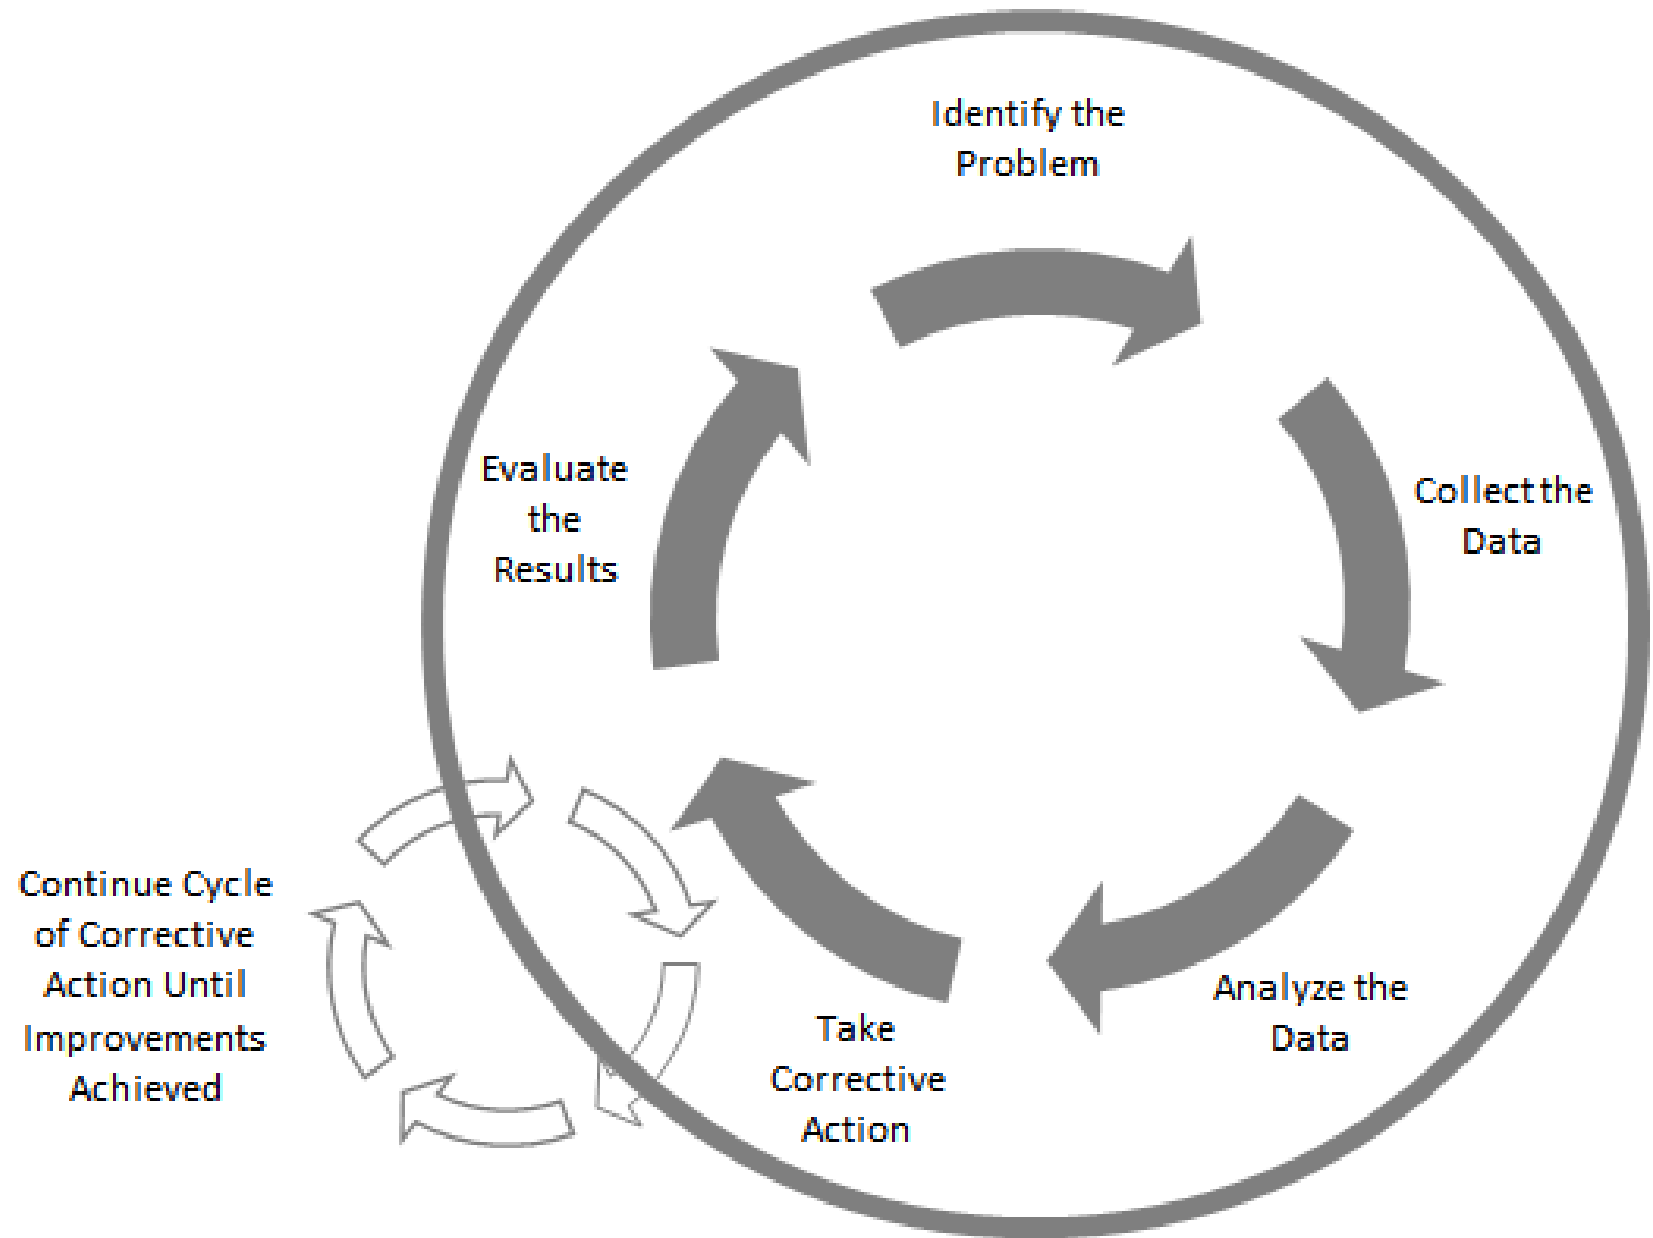 Identify the
Problem
Collect the
Data
Analyze the
Data
Take
Corrective
Action
Evaluate
the
Results
Continue Cycle
of Corrective
Action Until
Improvements
Achieved